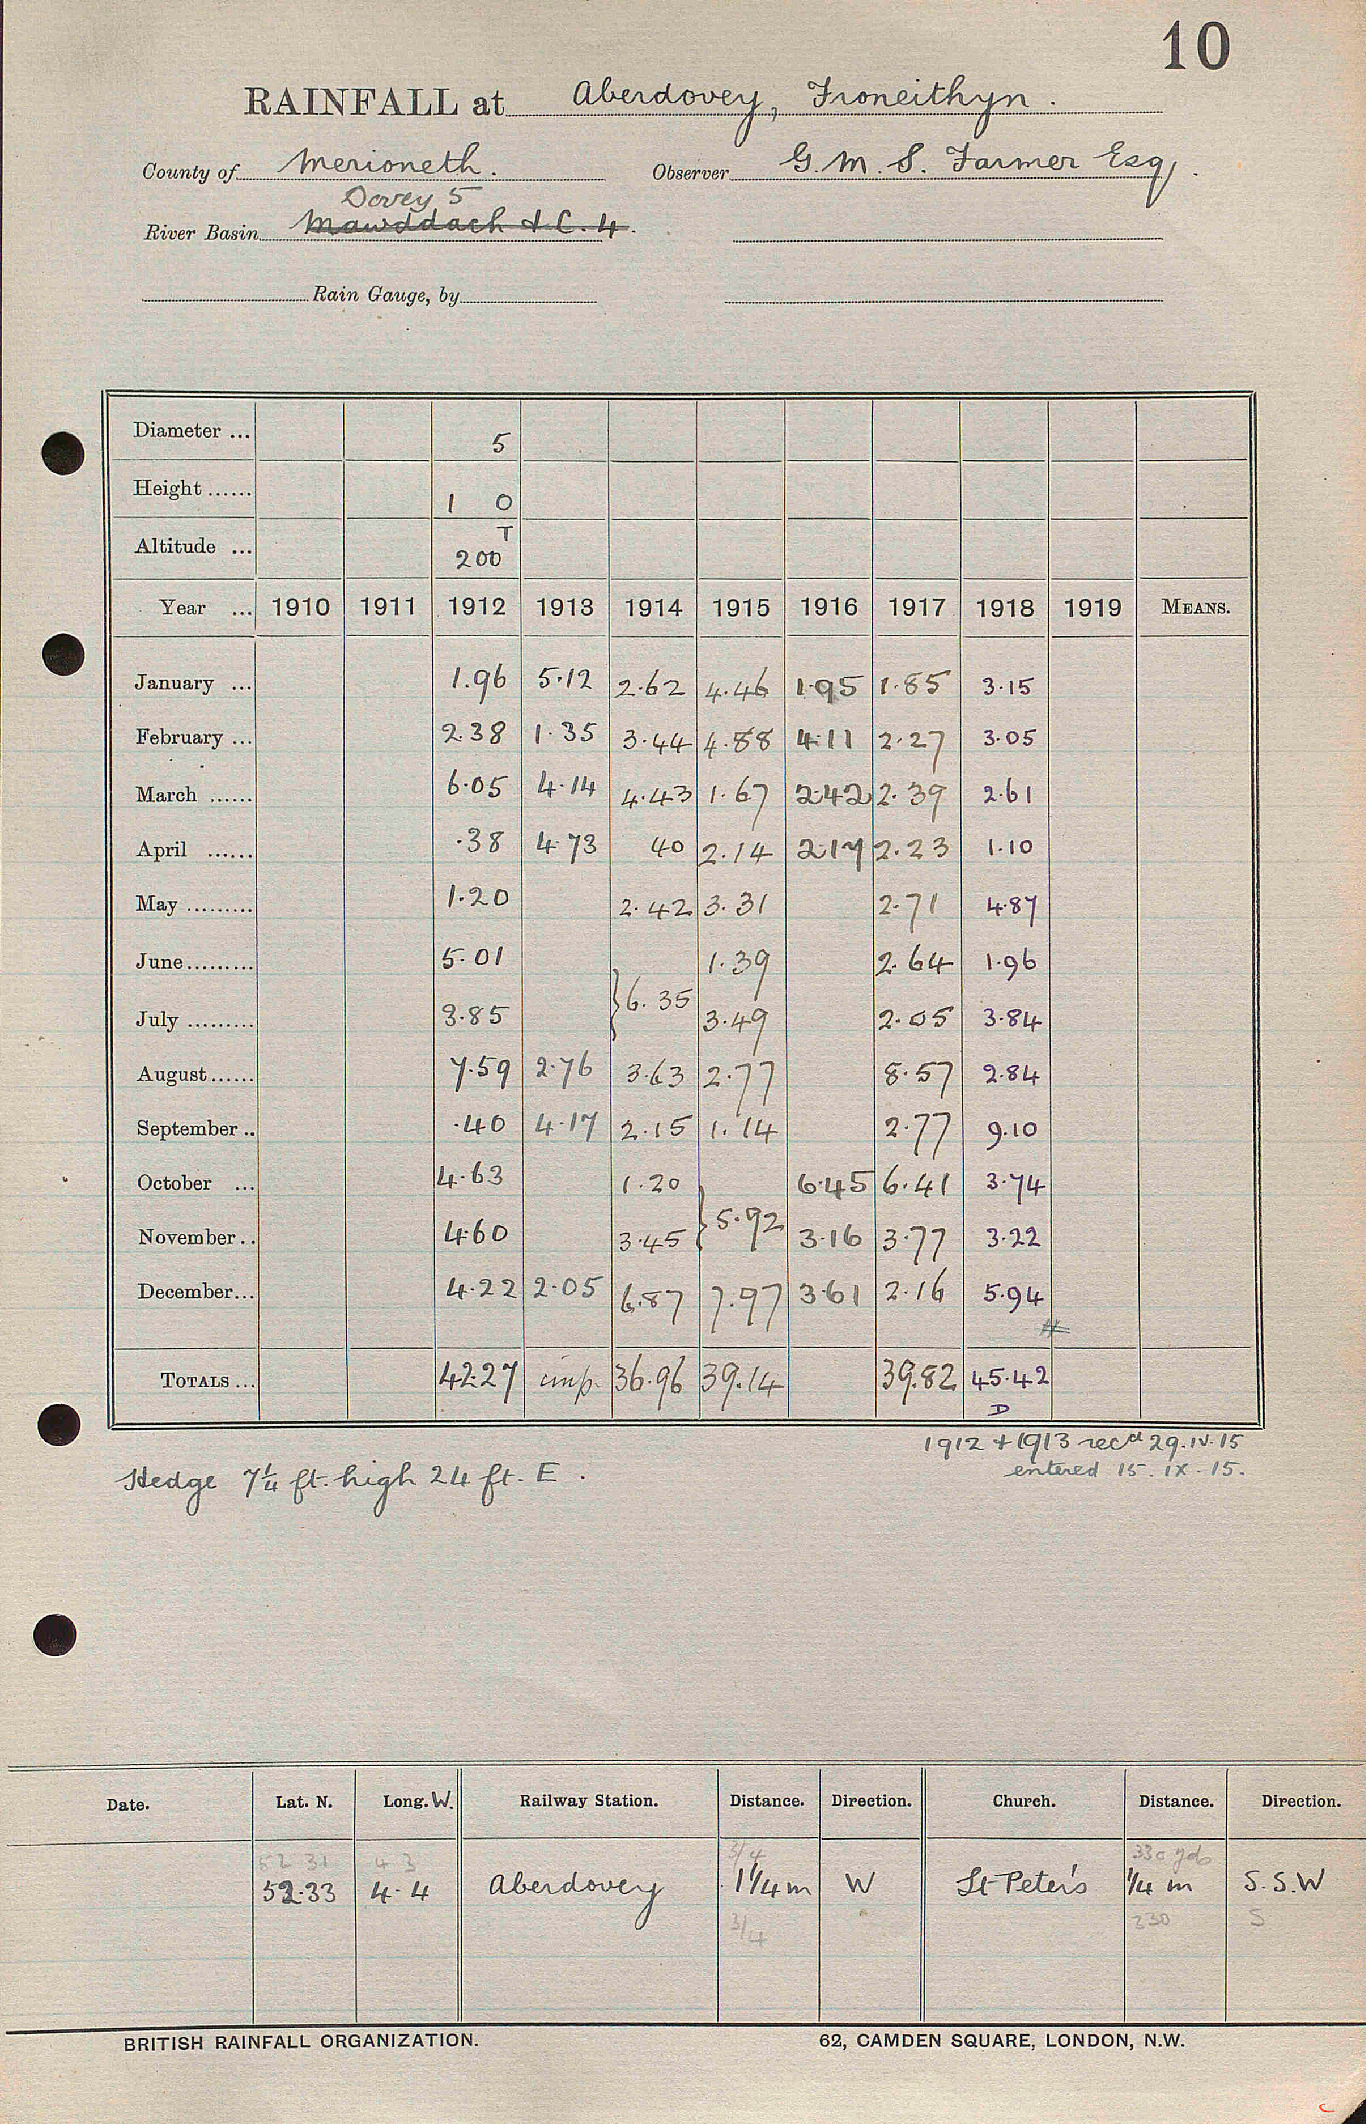 10
RAINFALL at Aberdovey, Froneithyn.
County of Merioneth. Observer G. M. S. Farmer Esq.
Dovey 5
River Basin Mawddach &C. 4.
Rain Gauge, by
Diameter ... 5
Height ...... 1 0
T
Altitude ... 200
Year ... 1910 1911 1912 1913 1914 1915 1916 1917 1918 1919 MEANS.
January ... 1.96 5.12 2.62 4.46 1.95 1.85 3.15
February ... 2.38 1.35 3.44 4.88 4.11 2.27 3.05
March ...... 6.05 4.14 4.43 1.67 2.42 2.39 2.61
April ...... .38 4.73 40 2.14 2.17 2.23 1.10
May ......... 1.20 2.42 3.31 2.71 4.87
June ......... 5.01 1.39 2.64 1.96
} 6.35
July ......... 3.85 3.49 2.05 3.84
August ...... 7.59 2.76 3.63 2.77 8.57 2.84
September .. .40 4.17 2.15 1.14 2.77 9.10
October ... 4.63 1.20 6.45 6.41 3.74
} 5.92
November .. 4.60 3.45 3.16 3.77 3.22
December ... 4.22 2.05 6.87 7.97 3.61 2.16 5.94
TOTALS ... 42.27 imp. 36.96 39.14 39.82 45.42
D
1912 + 1913 recd 29.IV.15
entered 15.IX.15.
Hedge 7¼ ft. high 24 ft. E.
Date. Lat. N. Long. W. Railway Station. Distance. Direction. Church. Distance. Direction.
52 31 4 3 3/4 330 yds
52.33 4.4 Aberdovey 1¼ m W St Peter's ¼ m S.S.W
3/4 330 S
BRITISH RAINFALL ORGANIZATION. 62, CAMDEN SQUARE, LONDON, N.W.